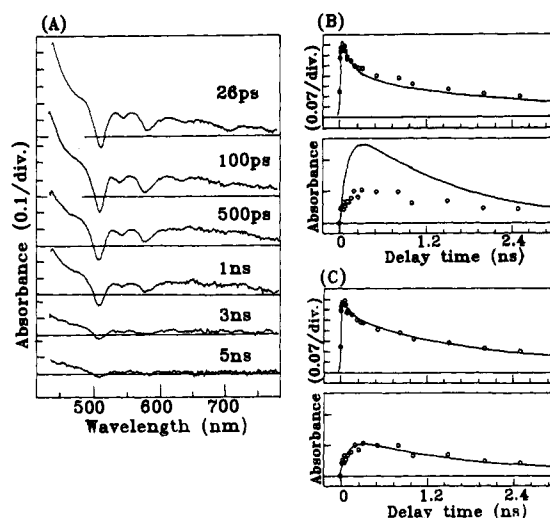 (A)
26ps
100ps
500ps
1ns
3ns
5ns
Absorbance (0.1/div.)
500 600 700
Wavelength (nm)
(B)
(0.07/div.)
Absorbance
0 1.2 2.4
Delay time (ns)
(C)
(0.07/div.)
Absorbance
0 1.2 2.4
Delay time (ns)